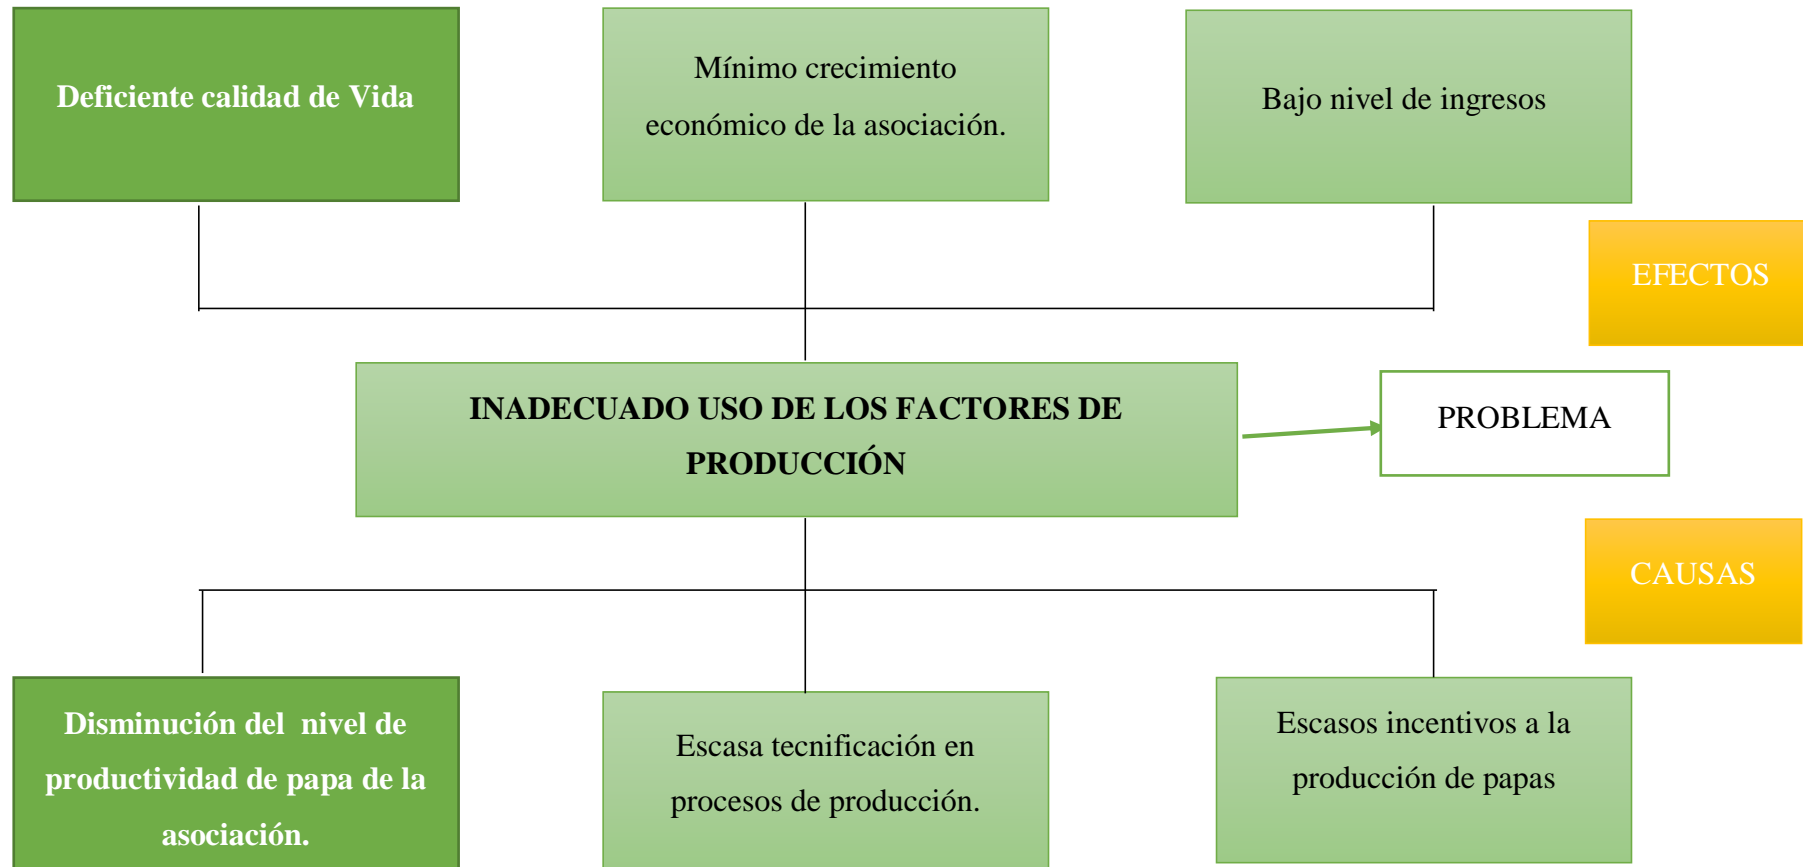 Deficiente calidad de Vida
Mínimo crecimiento
económico de la asociación.
Bajo nivel de ingresos
EFECTOS
INADECUADO USO DE LOS FACTORES DE
PRODUCCIÓN
PROBLEMA
CAUSAS
Disminución del nivel de
productividad de papa de la
asociación.
Escasa tecnificación en
procesos de producción.
Escasos incentivos a la
producción de papas